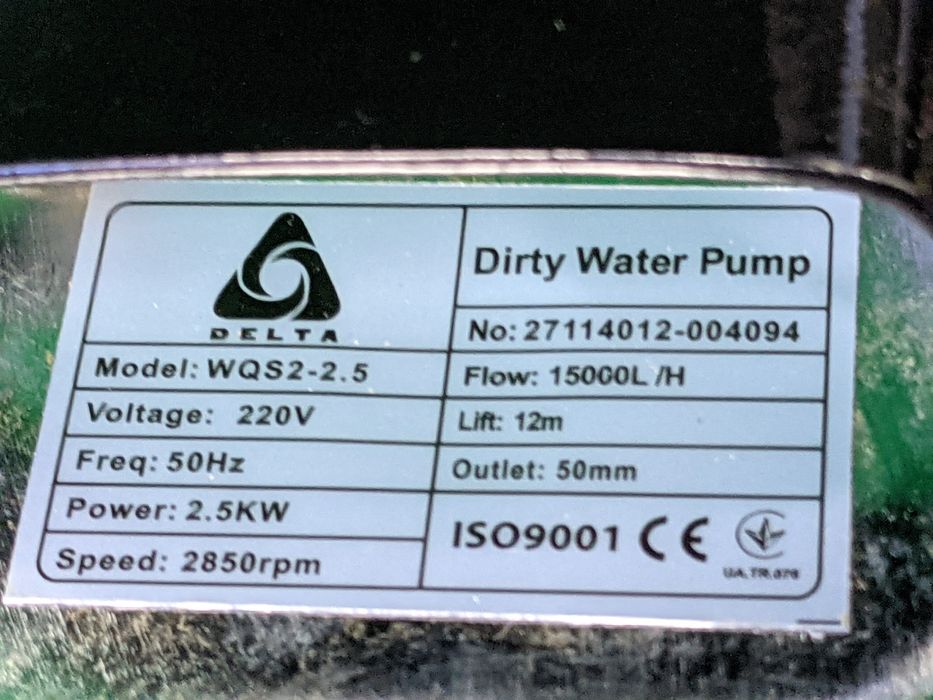 DELTA
Dirty Water Pump
No: 27114012-004094
Model: WQS2-2.5
Flow: 15000L /H
Voltage: 220V
Lift: 12m
Freq: 50Hz
Outlet: 50mm
Power: 2.5KW
ISO9001 CE
Speed: 2850rpm
UA.TR.076